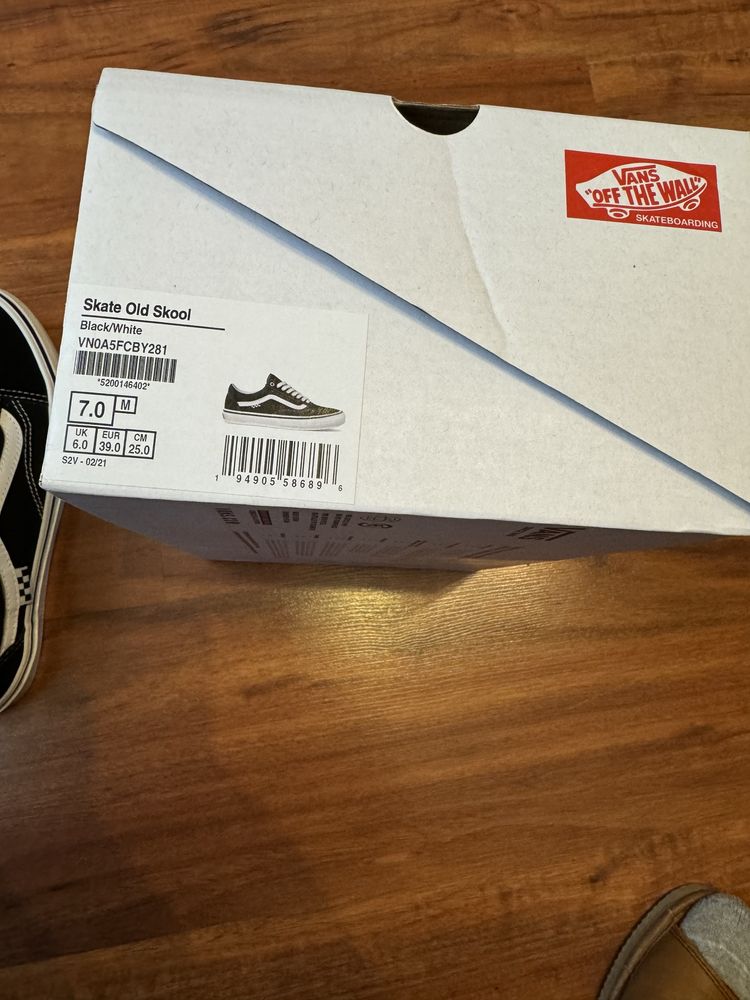 VANS
"OFF THE WALL"
SKATEBOARDING
Skate Old Skool
Black/White
VN0A5FCBY281
*5200146402*
7.0 M
UK EUR CM
6.0 39.0 25.0
S2V - 02/21
1 94905 58689 6